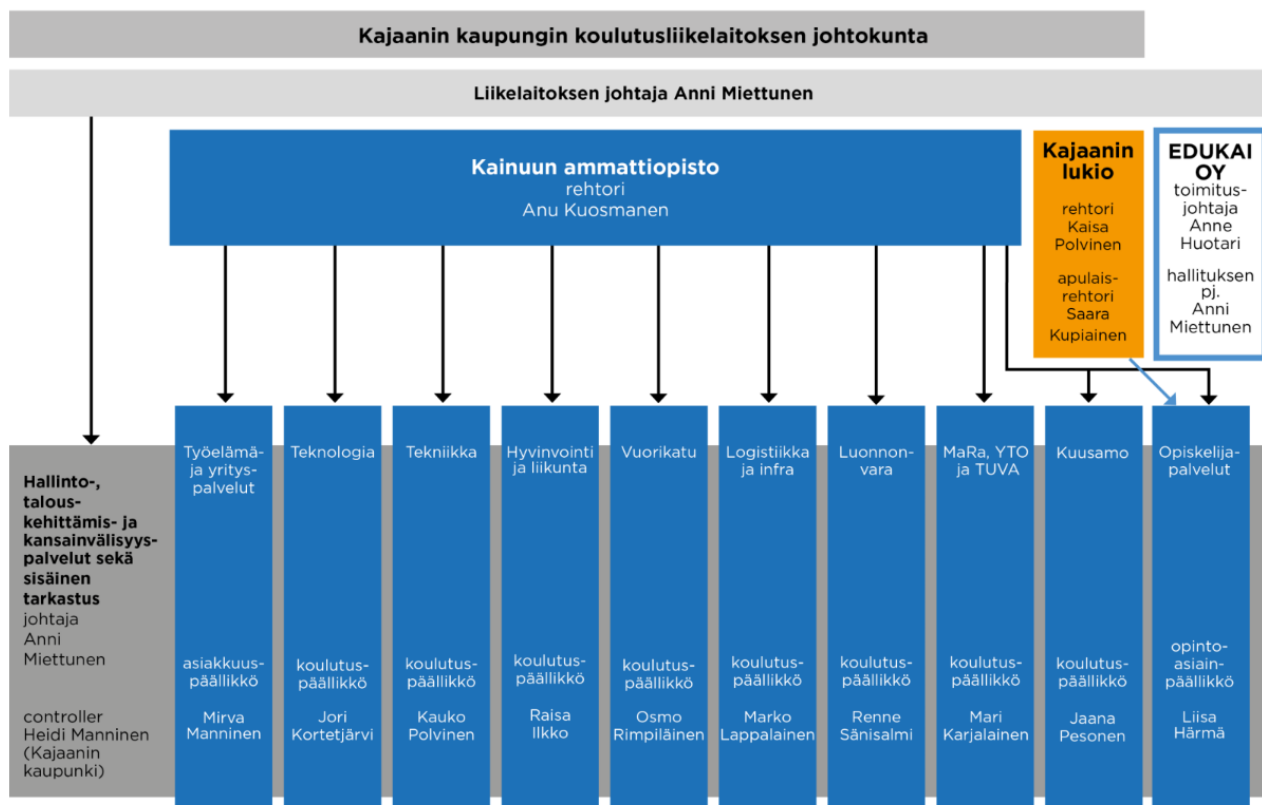 Kajaanin kaupungin koulutusliikelaitoksen johtokunta
Liikelaitoksen johtaja Anni Miettunen
Kainuun ammattiopisto
rehtori
Anu Kuosmanen
Kajaanin
lukio
rehtori
Kaisa
Polvinen
apulais-
rehtori
Saara
Kupiainen
EDUKAI
OY
toimitus-
johtaja
Anne
Huotari
hallituksen
pj.
Anni
Miettunen
Hallinto-,
talous-
kehittämis- ja
kansainvälisyys-
palvelut sekä
sisäinen
tarkastus
johtaja
Anni
Miettunen
controller
Heidi Manninen
(Kajaanin
kaupunki)
Työelämä-
ja yritys-
palvelut
asiakkuus-
päällikkö
Mirva
Manninen
Teknologia
koulutus-
päällikkö
Jori
Kortetjärvi
Tekniikka
koulutus-
päällikkö
Kauko
Polvinen
Hyvinvointi
ja liikunta
koulutus-
päällikkö
Raisa
Ilkko
Vuorikatu
koulutus-
päällikkö
Osmo
Rimpiläinen
Logistiikka
ja infra
koulutus-
päällikkö
Marko
Lappalainen
Luonnon-
vara
koulutus-
päällikkö
Renne
Sänisalmi
MaRa, YTO
ja TUVA
koulutus-
päällikkö
Mari
Karjalainen
Kuusamo
koulutus-
päällikkö
Jaana
Pesonen
Opiskelija-
palvelut
opinto-
asiain-
päällikkö
Liisa
Härmä